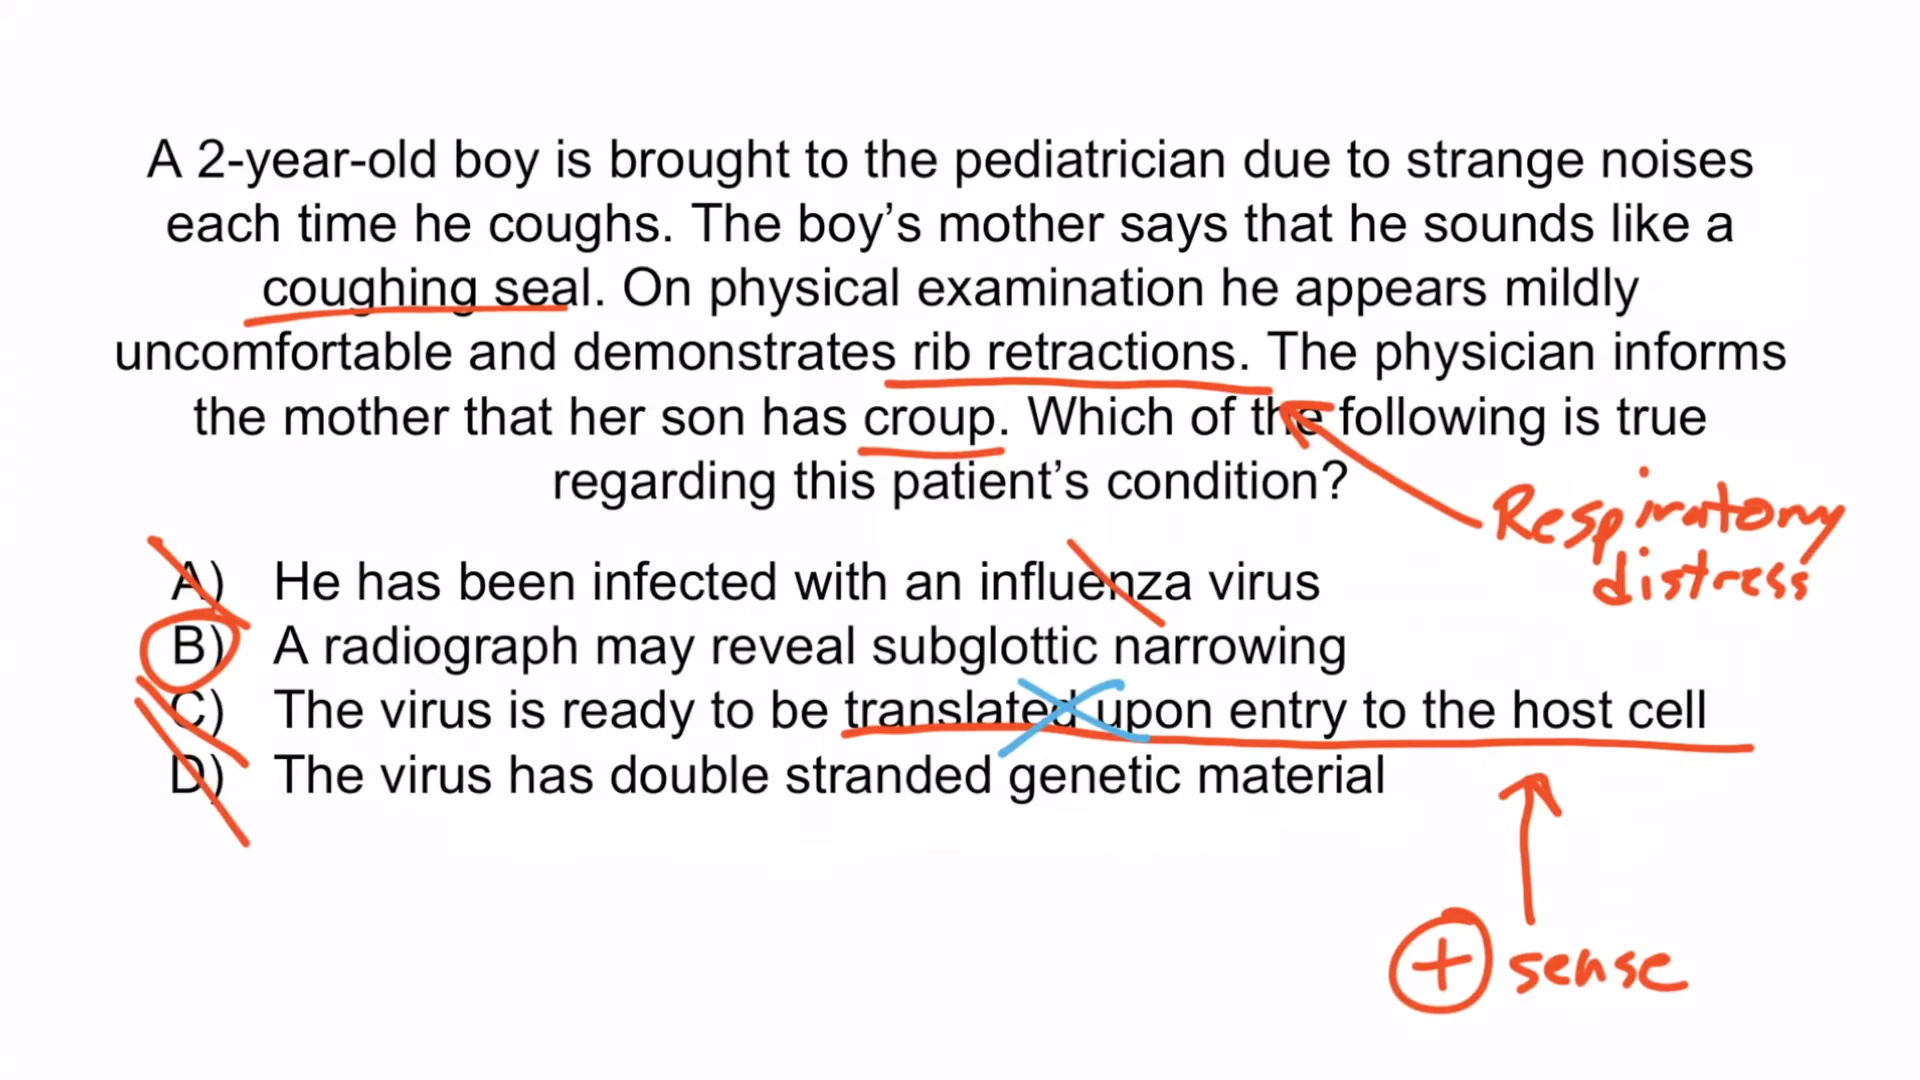 A 2-year-old boy is brought to the pediatrician due to strange noises
each time he coughs. The boy’s mother says that he sounds like a
coughing seal. On physical examination he appears mildly
uncomfortable and demonstrates rib retractions. The physician informs
the mother that her son has croup. Which of the following is true
regarding this patient’s condition?
Respiratory
distress
A) He has been infected with an influenza virus
B) A radiograph may reveal subglottic narrowing
C) The virus is ready to be translated upon entry to the host cell
D) The virus has double stranded genetic material
+ sense